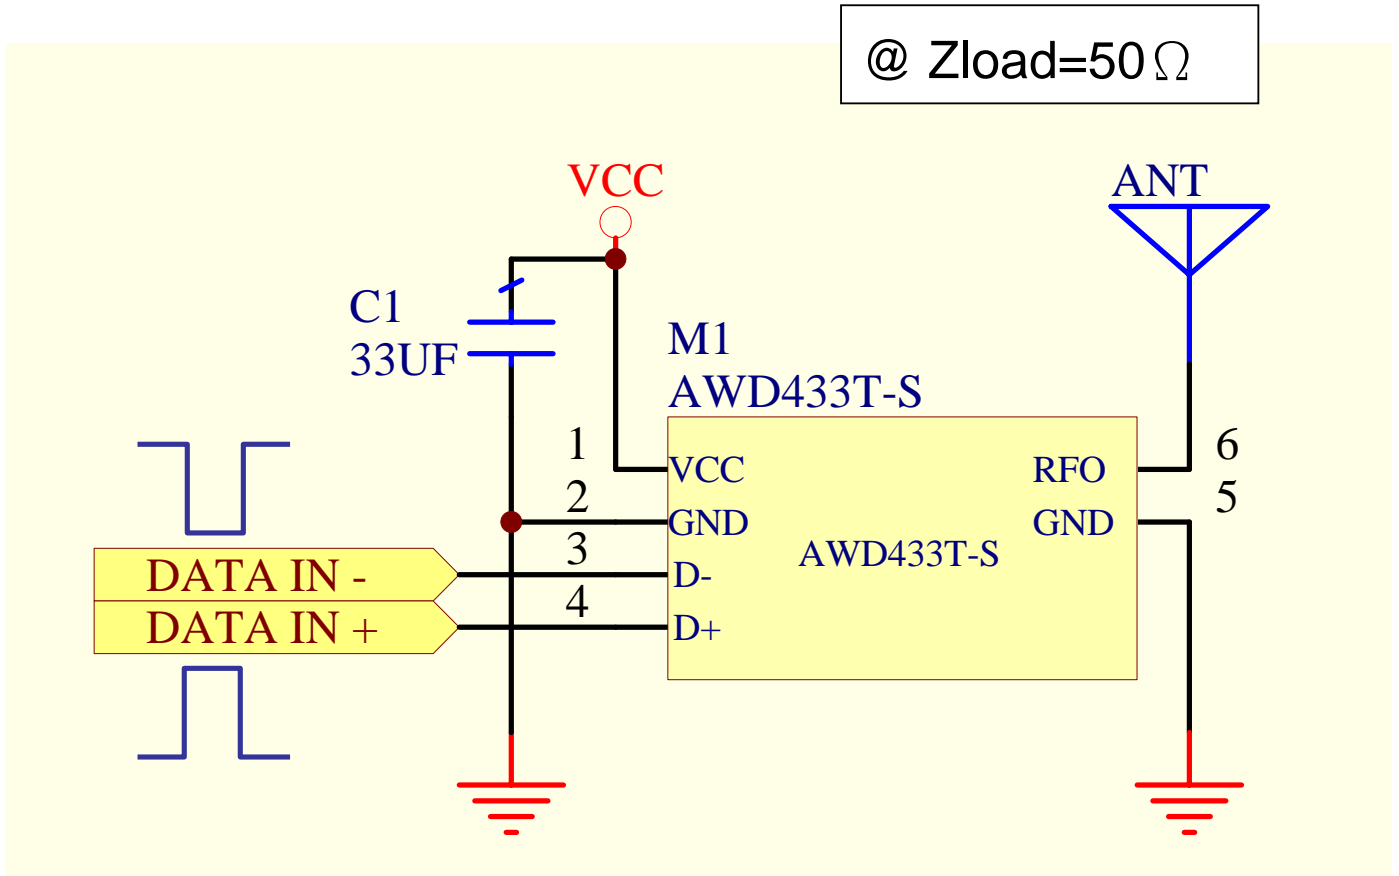 @ Zload=50Ω
VCC
ANT
C1
33UF
M1
AWD433T-S
1
VCC
RFO
6
2
GND
GND
5
3
D-
AWD433T-S
DATA IN -
4
D+
DATA IN +